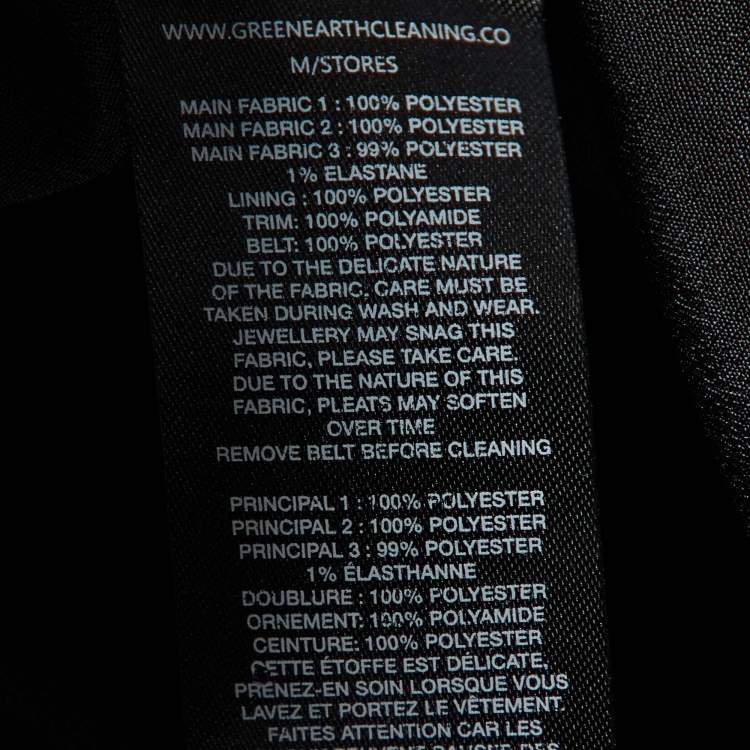 WWW.GREENEARTHCLEANING.CO
M/STORES
MAIN FABRIC 1 : 100% POLYESTER
MAIN FABRIC 2 : 100% POLYESTER
MAIN FABRIC 3 : 99% POLYESTER
1% ELASTANE
LINING : 100% POLYESTER
TRIM: 100% POLYAMIDE
BELT: 100% POLYESTER
DUE TO THE DELICATE NATURE
OF THE FABRIC. CARE MUST BE
TAKEN DURING WASH AND WEAR.
JEWELLERY MAY SNAG THIS
FABRIC, PLEASE TAKE CARE.
DUE TO THE NATURE OF THIS
FABRIC, PLEATS MAY SOFTEN
OVER TIME
REMOVE BELT BEFORE CLEANING
PRINCIPAL 1 : 100% POLYESTER
PRINCIPAL 2 : 100% POLYESTER
PRINCIPAL 3 : 99% POLYESTER
1% ÉLASTHANNE
DOUBLURE : 100% POLYESTER
ORNEMENT: 100% POLYAMIDE
CEINTURE: 100% POLYESTER
CETTE ÉTOFFE EST DÉLICATE,
PRENEZ-EN SOIN LORSQUE VOUS
LAVEZ ET PORTEZ LE VÊTEMENT.
FAITES ATTENTION CAR LES